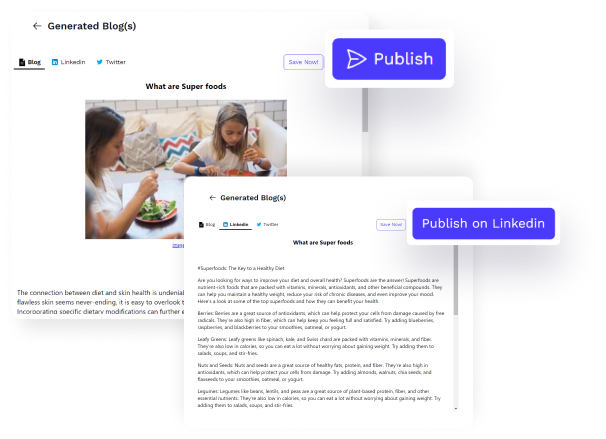 ← Generated Blog(s)
Publish
Blog
Linkedin
Twitter
Save Now!
What are Super foods
The connection between diet and skin health is undenial
flawless skin seems never-ending, it is easy to overlook t
Incorporating specific dietary modifications can further e
← Generated Blog(s)
Publish on Linkedin
Blog
Linkedin
Twitter
Save Now!
What are Super foods
#Superfoods: The Key to a Healthy Diet
Are you looking for ways to improve your diet and overall health? Superfoods are the answer! Superfoods are
nutrient-rich foods that are packed with vitamins, minerals, antioxidants, and other beneficial compounds. They
can help you maintain a healthy weight, reduce your risk of chronic diseases, and even improve your mood.
Here's a look at some of the top superfoods and how they can benefit your health.
Berries: Berries are a great source of antioxidants, which can help protect your cells from damage caused by free
radicals. They're also high in fiber, which can help keep you feeling full and satisfied. Try adding blueberries,
raspberries, and blackberries to your smoothies, oatmeal, or yogurt.
Leafy Greens: Leafy greens like spinach, kale, and Swiss chard are packed with vitamins, minerals, and fiber.
They're also low in calories, so you can eat a lot without worrying about gaining weight. Try adding them to
salads, soups, and stir-fries.
Nuts and Seeds: Nuts and seeds are a great source of healthy fats, protein, and fiber. They're also high in
antioxidants, which can help protect your cells from damage. Try adding almonds, walnuts, chia seeds, and
flaxseeds to your smoothies, oatmeal, or yogurt.
Legumes: Legumes like beans, lentils, and peas are a great source of plant-based protein, fiber, and other
essential nutrients. They're also low in calories, so you can eat a lot without worrying about gaining weight. Try
adding them to salads, soups, and stir-fries.